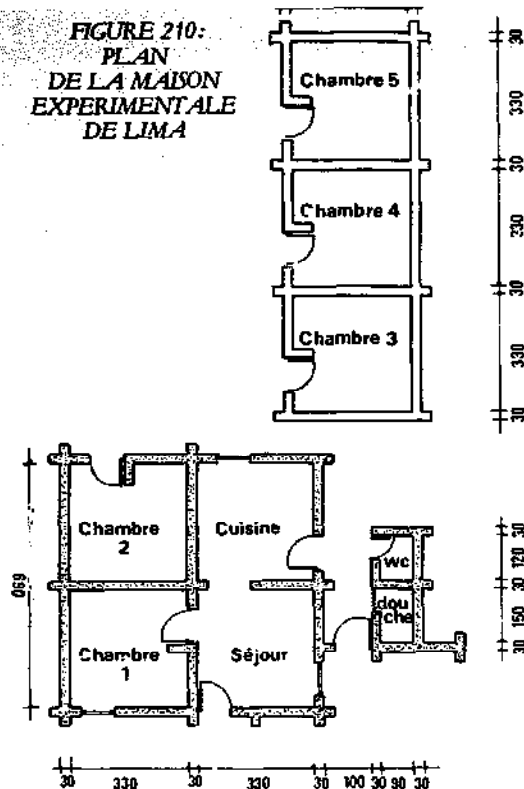 FIGURE 210:
PLAN
DE LA MAISON
EXPERIMENTALE
DE LIMA
Chambre 5
Chambre 4
Chambre 3
30
330
30
230
30
330
30
Chambre
2
Cuisine
Chambre
1
Séjour
wc
dou
che
690
30
120
30
150
30
30
330
30
330
30
100
30
90
30